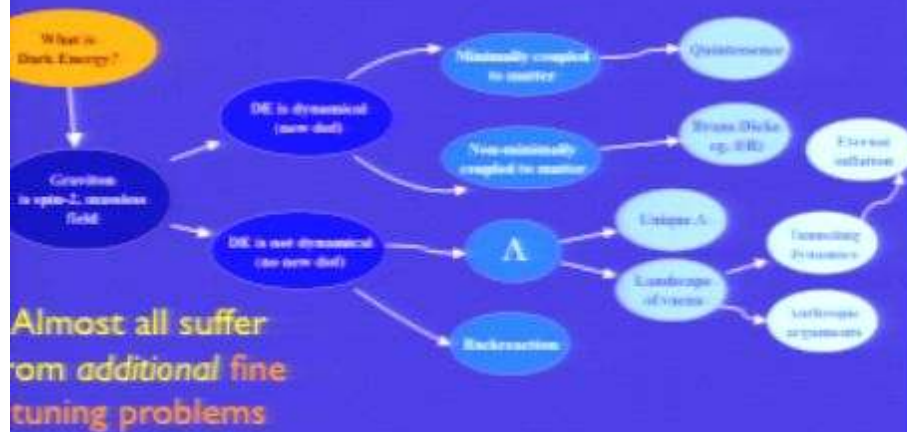 What is
Dark Energy?
Graviton
is spin-2, massless
field
DE is dynamical
(new dof)
DE is not dynamical
(no new dof)
Minimally coupled
to matter
Non-minimally
coupled to matter
Λ
Backreaction
Quintessence
Brans Dicke
Unique Λ
Landscape
of vacua
Eternal
inflation
Tunneling
Dynamics
Anthropic
arguments
Almost all suffer
rom additional fine
tuning problems